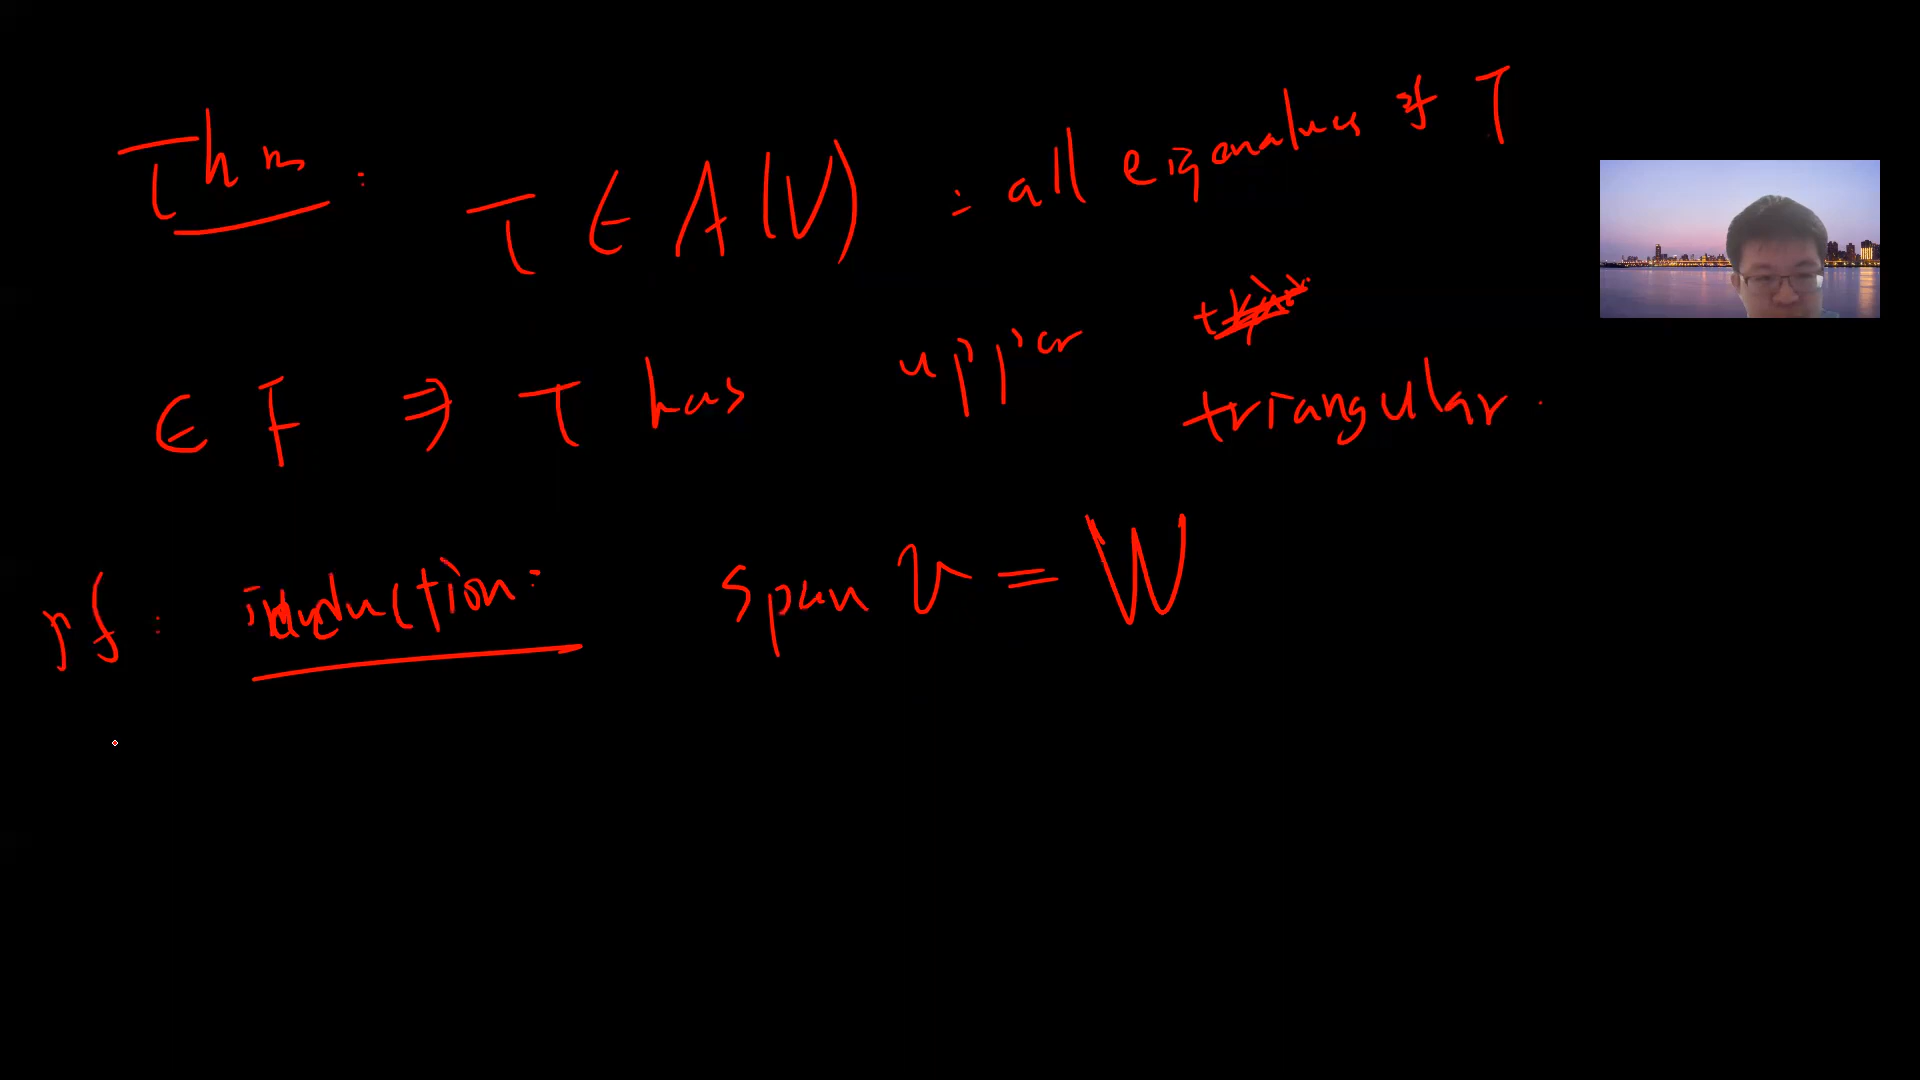 Thm : T ∈ A(V) : all eigenvalues of T
∈ F ⇒ T has upper triangular .
pf : induction : span v = W